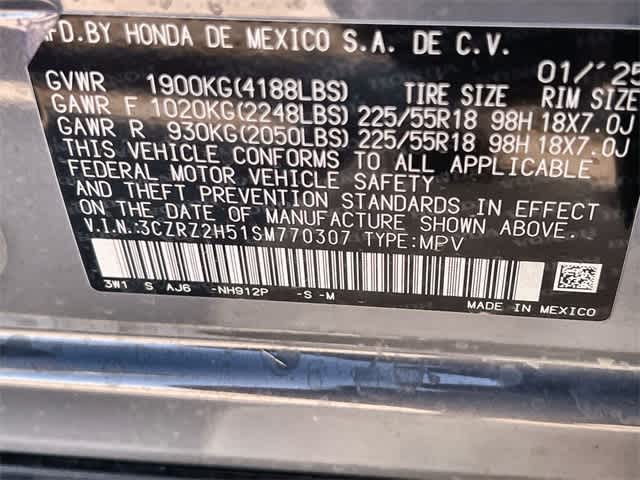 MFD.BY HONDA DE MEXICO S.A. DE C.V.
01/'25
GVWR 1900KG(4188LBS) TIRE SIZE RIM SIZE
GAWR F 1020KG(2248LBS) 225/55R18 98H 18X7.0J
GAWR R 930KG(2050LBS) 225/55R18 98H 18X7.0J
THIS VEHICLE CONFORMS TO ALL APPLICABLE
FEDERAL MOTOR VEHICLE SAFETY
AND THEFT PREVENTION STANDARDS IN EFFECT
ON THE DATE OF MANUFACTURE SHOWN ABOVE.
V.I.N.:3CZRZ2H51SM770307 TYPE:MPV
3W1 S AJ6 -NH912P -S -M
MADE IN MEXICO